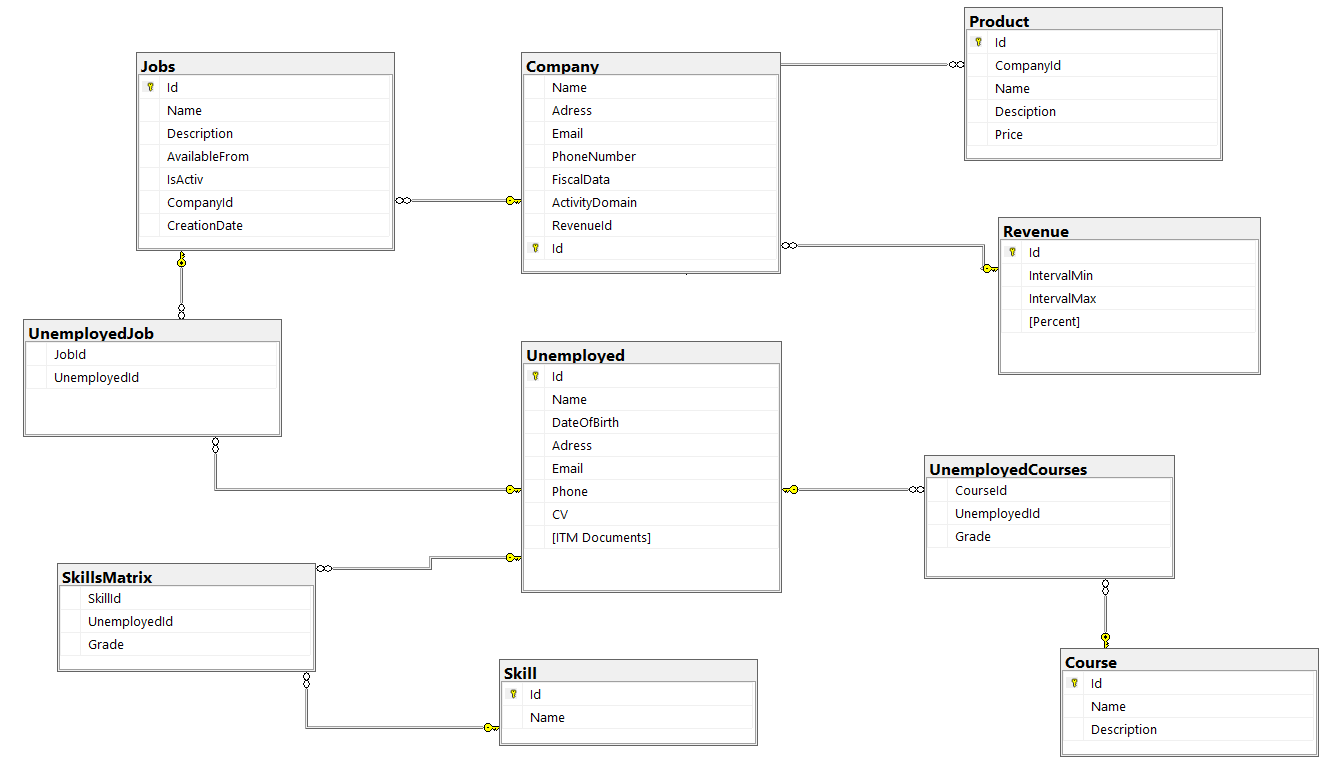 Product
Id
CompanyId
Name
Desciption
Price
Jobs
Id
Name
Description
AvailableFrom
IsActiv
CompanyId
CreationDate
Company
Name
Adress
Email
PhoneNumber
FiscalData
ActivityDomain
RevenueId
Id
Revenue
Id
IntervalMin
IntervalMax
[Percent]
UnemployedJob
JobId
UnemployedId
Unemployed
Id
Name
DateOfBirth
Adress
Email
Phone
CV
[ITM Documents]
UnemployedCourses
CourseId
UnemployedId
Grade
SkillsMatrix
SkillId
UnemployedId
Grade
Skill
Id
Name
Course
Id
Name
Description